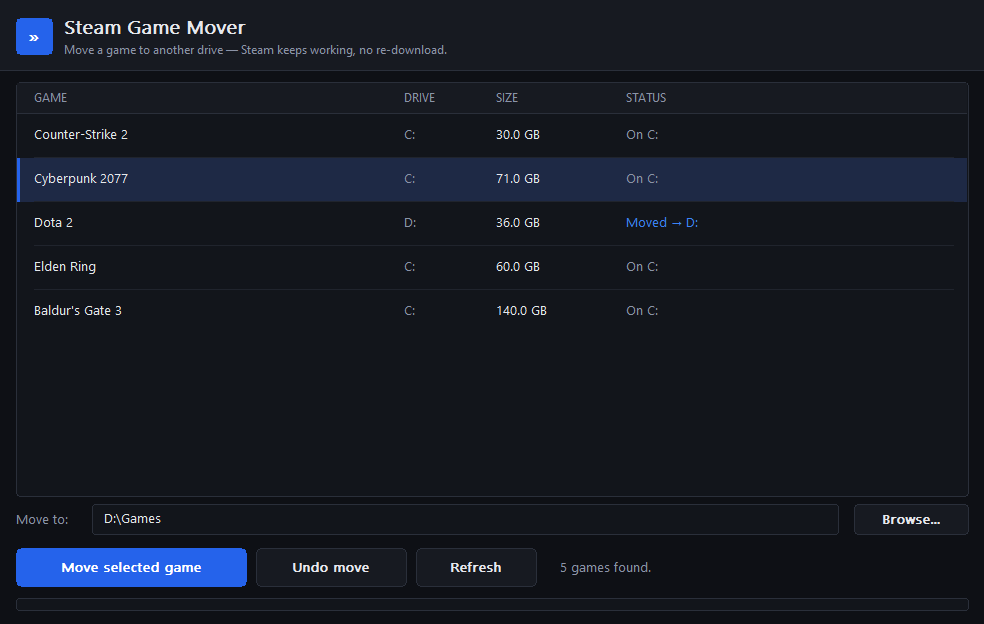 »
Steam Game Mover
Move a game to another drive — Steam keeps working, no re-download.
GAME DRIVE SIZE STATUS
Counter-Strike 2 C: 30.0 GB On C:
Cyberpunk 2077 C: 71.0 GB On C:
Dota 2 D: 36.0 GB Moved → D:
Elden Ring C: 60.0 GB On C:
Baldur's Gate 3 C: 140.0 GB On C:
Move to: D:\Games Browse...
Move selected game Undo move Refresh 5 games found.